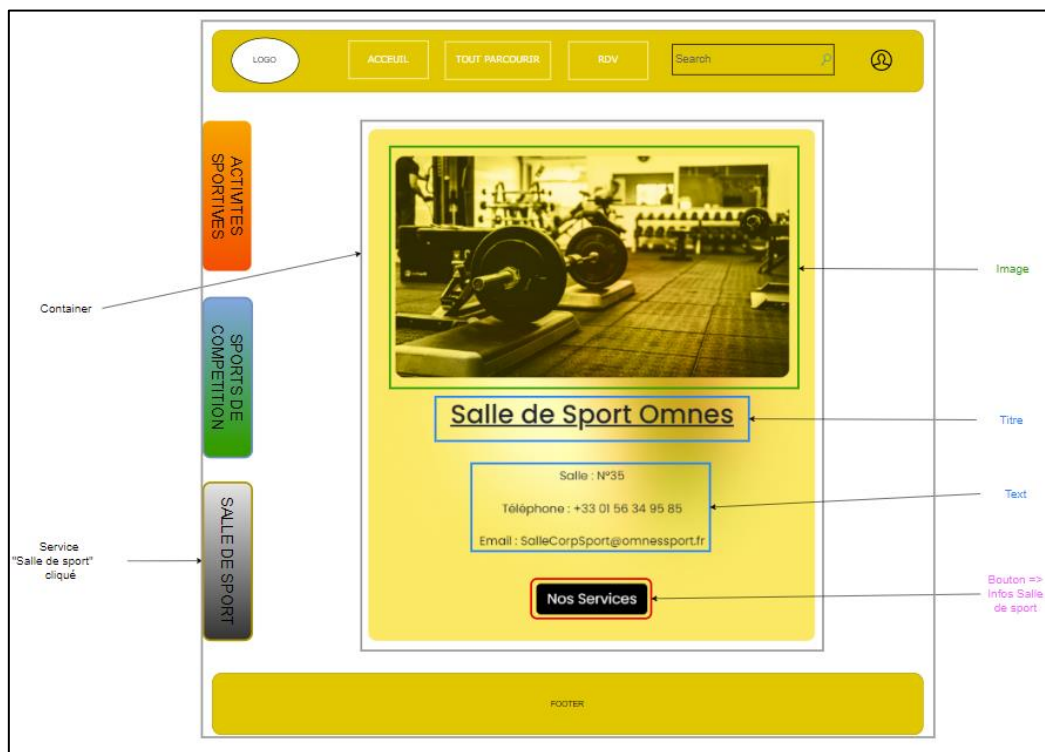 LOGO
ACCEUIL
TOUT PARCOURIR
RDV
Search
ACTIVITES
SPORTIVES
Container
Image
SPORTS DE
COMPETITION
Salle de Sport Omnes
Titre
Salle : N°35
Téléphone : +33 01 56 34 95 85
Email : SalleCorpSport@omnessport.fr
Text
SALLE DE SPORT
Service
"Salle de sport"
cliqué
Nos Services
Bouton =>
Infos Salle
de sport
FOOTER